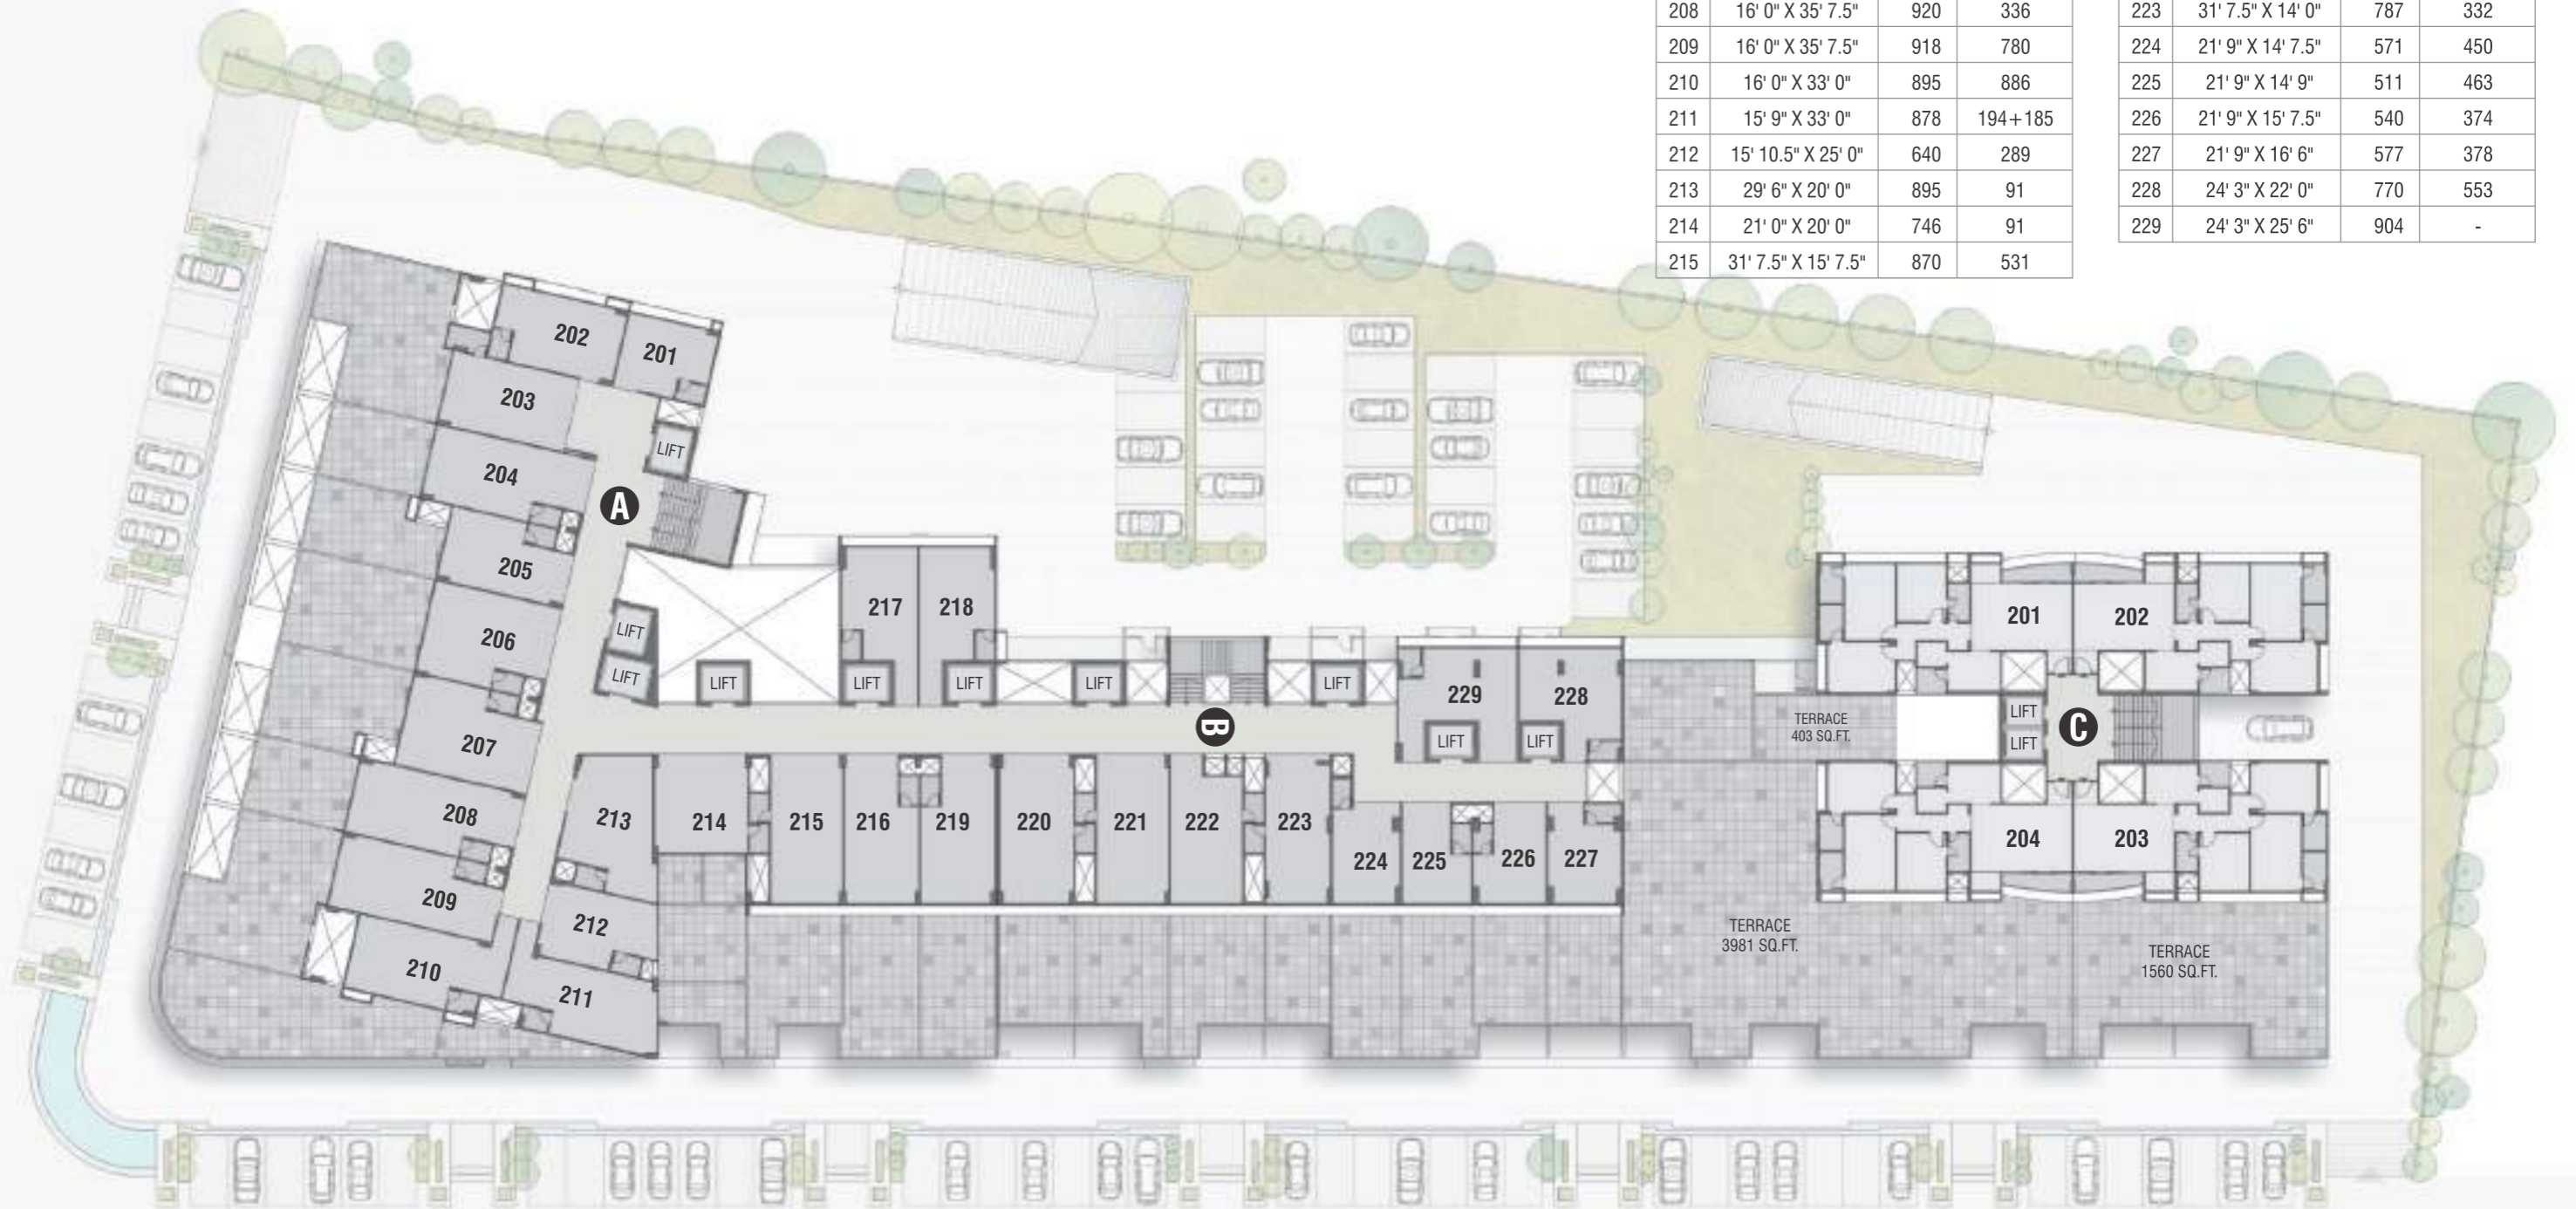 208 16' 0" X 35' 7.5" 920 336
209 16' 0" X 35' 7.5" 918 780
210 16' 0" X 33' 0" 895 886
211 15' 9" X 33' 0" 878 194+185
212 15' 10.5" X 25' 0" 640 289
213 29' 6" X 20' 0" 895 91
214 21' 0" X 20' 0" 746 91
215 31' 7.5" X 15' 7.5" 870 531
223 31' 7.5" X 14' 0" 787 332
224 21' 9" X 14' 7.5" 571 450
225 21' 9" X 14' 9" 511 463
226 21' 9" X 15' 7.5" 540 374
227 21' 9" X 16' 6" 577 378
228 24' 3" X 22' 0" 770 553
229 24' 3" X 25' 6" 904 -
202
201
203
LIFT
204
A
205
206
LIFT
LIFT
207
208
209
210
213
212
211
217
218
LIFT
LIFT
LIFT
LIFT
LIFT
B
229
228
LIFT
LIFT
214
215
216
219
220
221
222
223
224
225
226
227
TERRACE
403 SQ.FT.
TERRACE
3981 SQ.FT.
201
202
LIFT
LIFT
C
204
203
TERRACE
1560 SQ.FT.